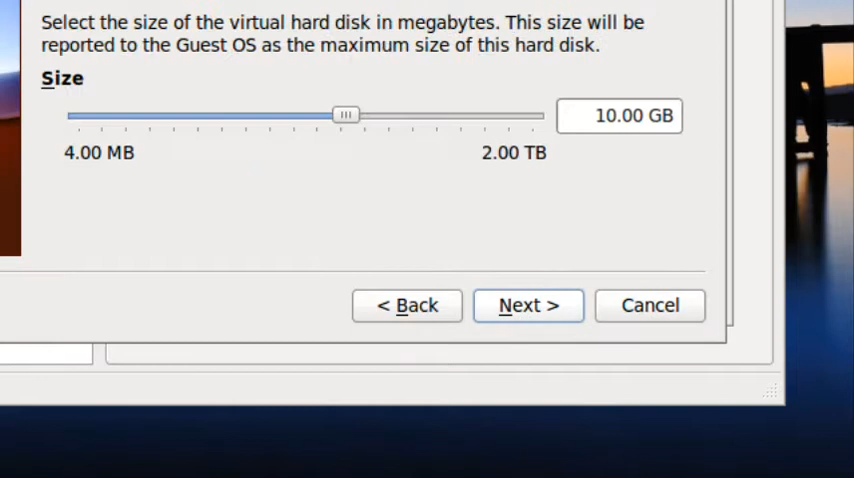 Select the size of the virtual hard disk in megabytes. This size will be
reported to the Guest OS as the maximum size of this hard disk.
Size
10.00 GB
4.00 MB 2.00 TB
< Back Next > Cancel